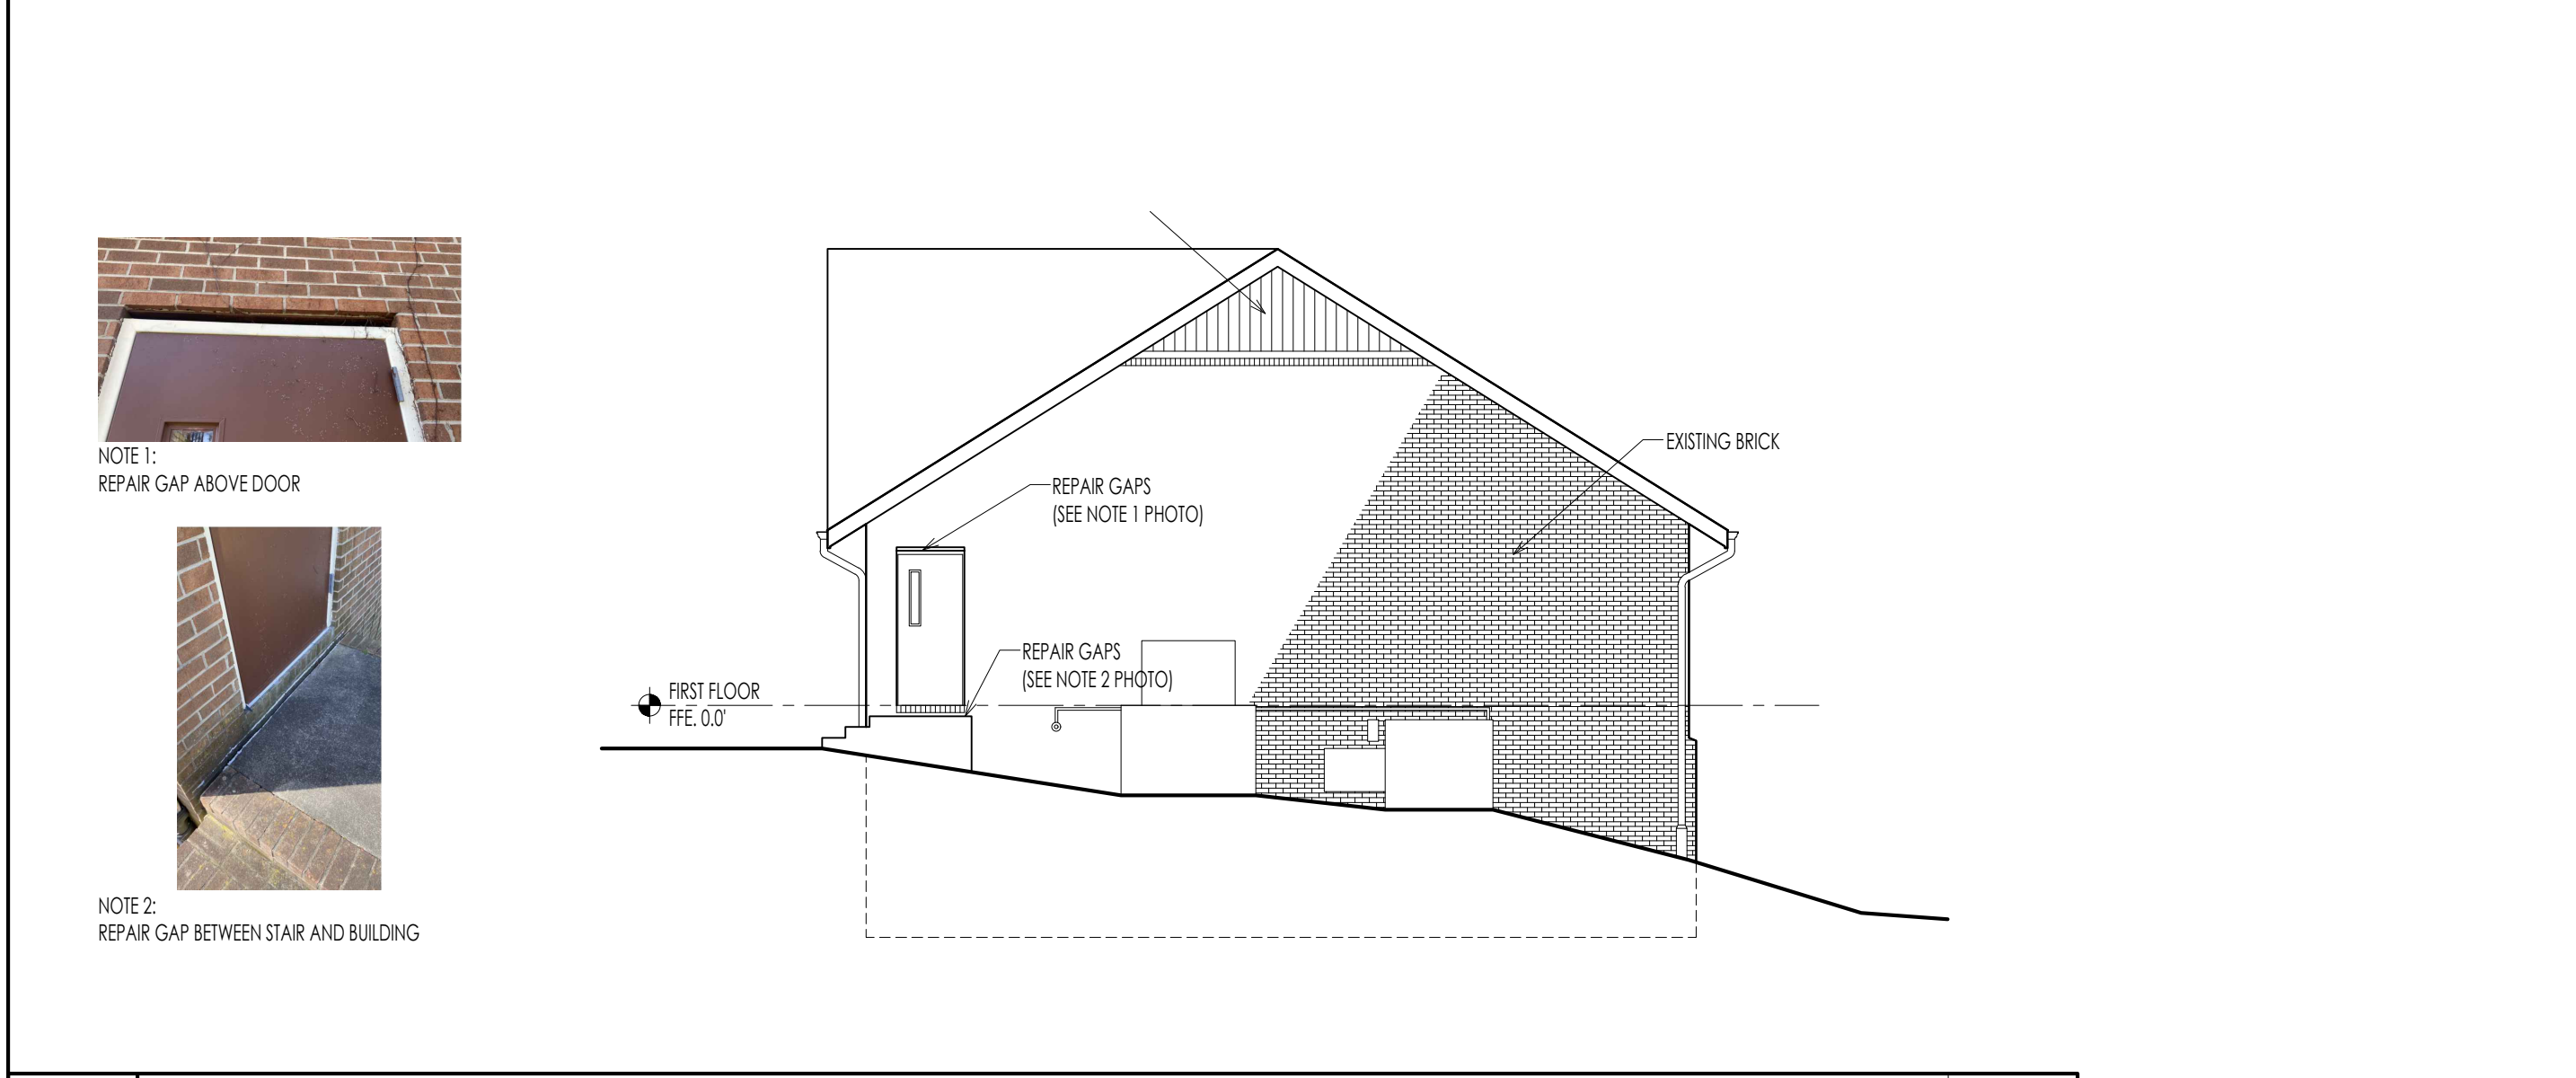 NOTE 1:
REPAIR GAP ABOVE DOOR
NOTE 2:
REPAIR GAP BETWEEN STAIR AND BUILDING
REPAIR GAPS
(SEE NOTE 1 PHOTO)
EXISTING BRICK
REPAIR GAPS
(SEE NOTE 2 PHOTO)
FIRST FLOOR
FFE. 0.0'